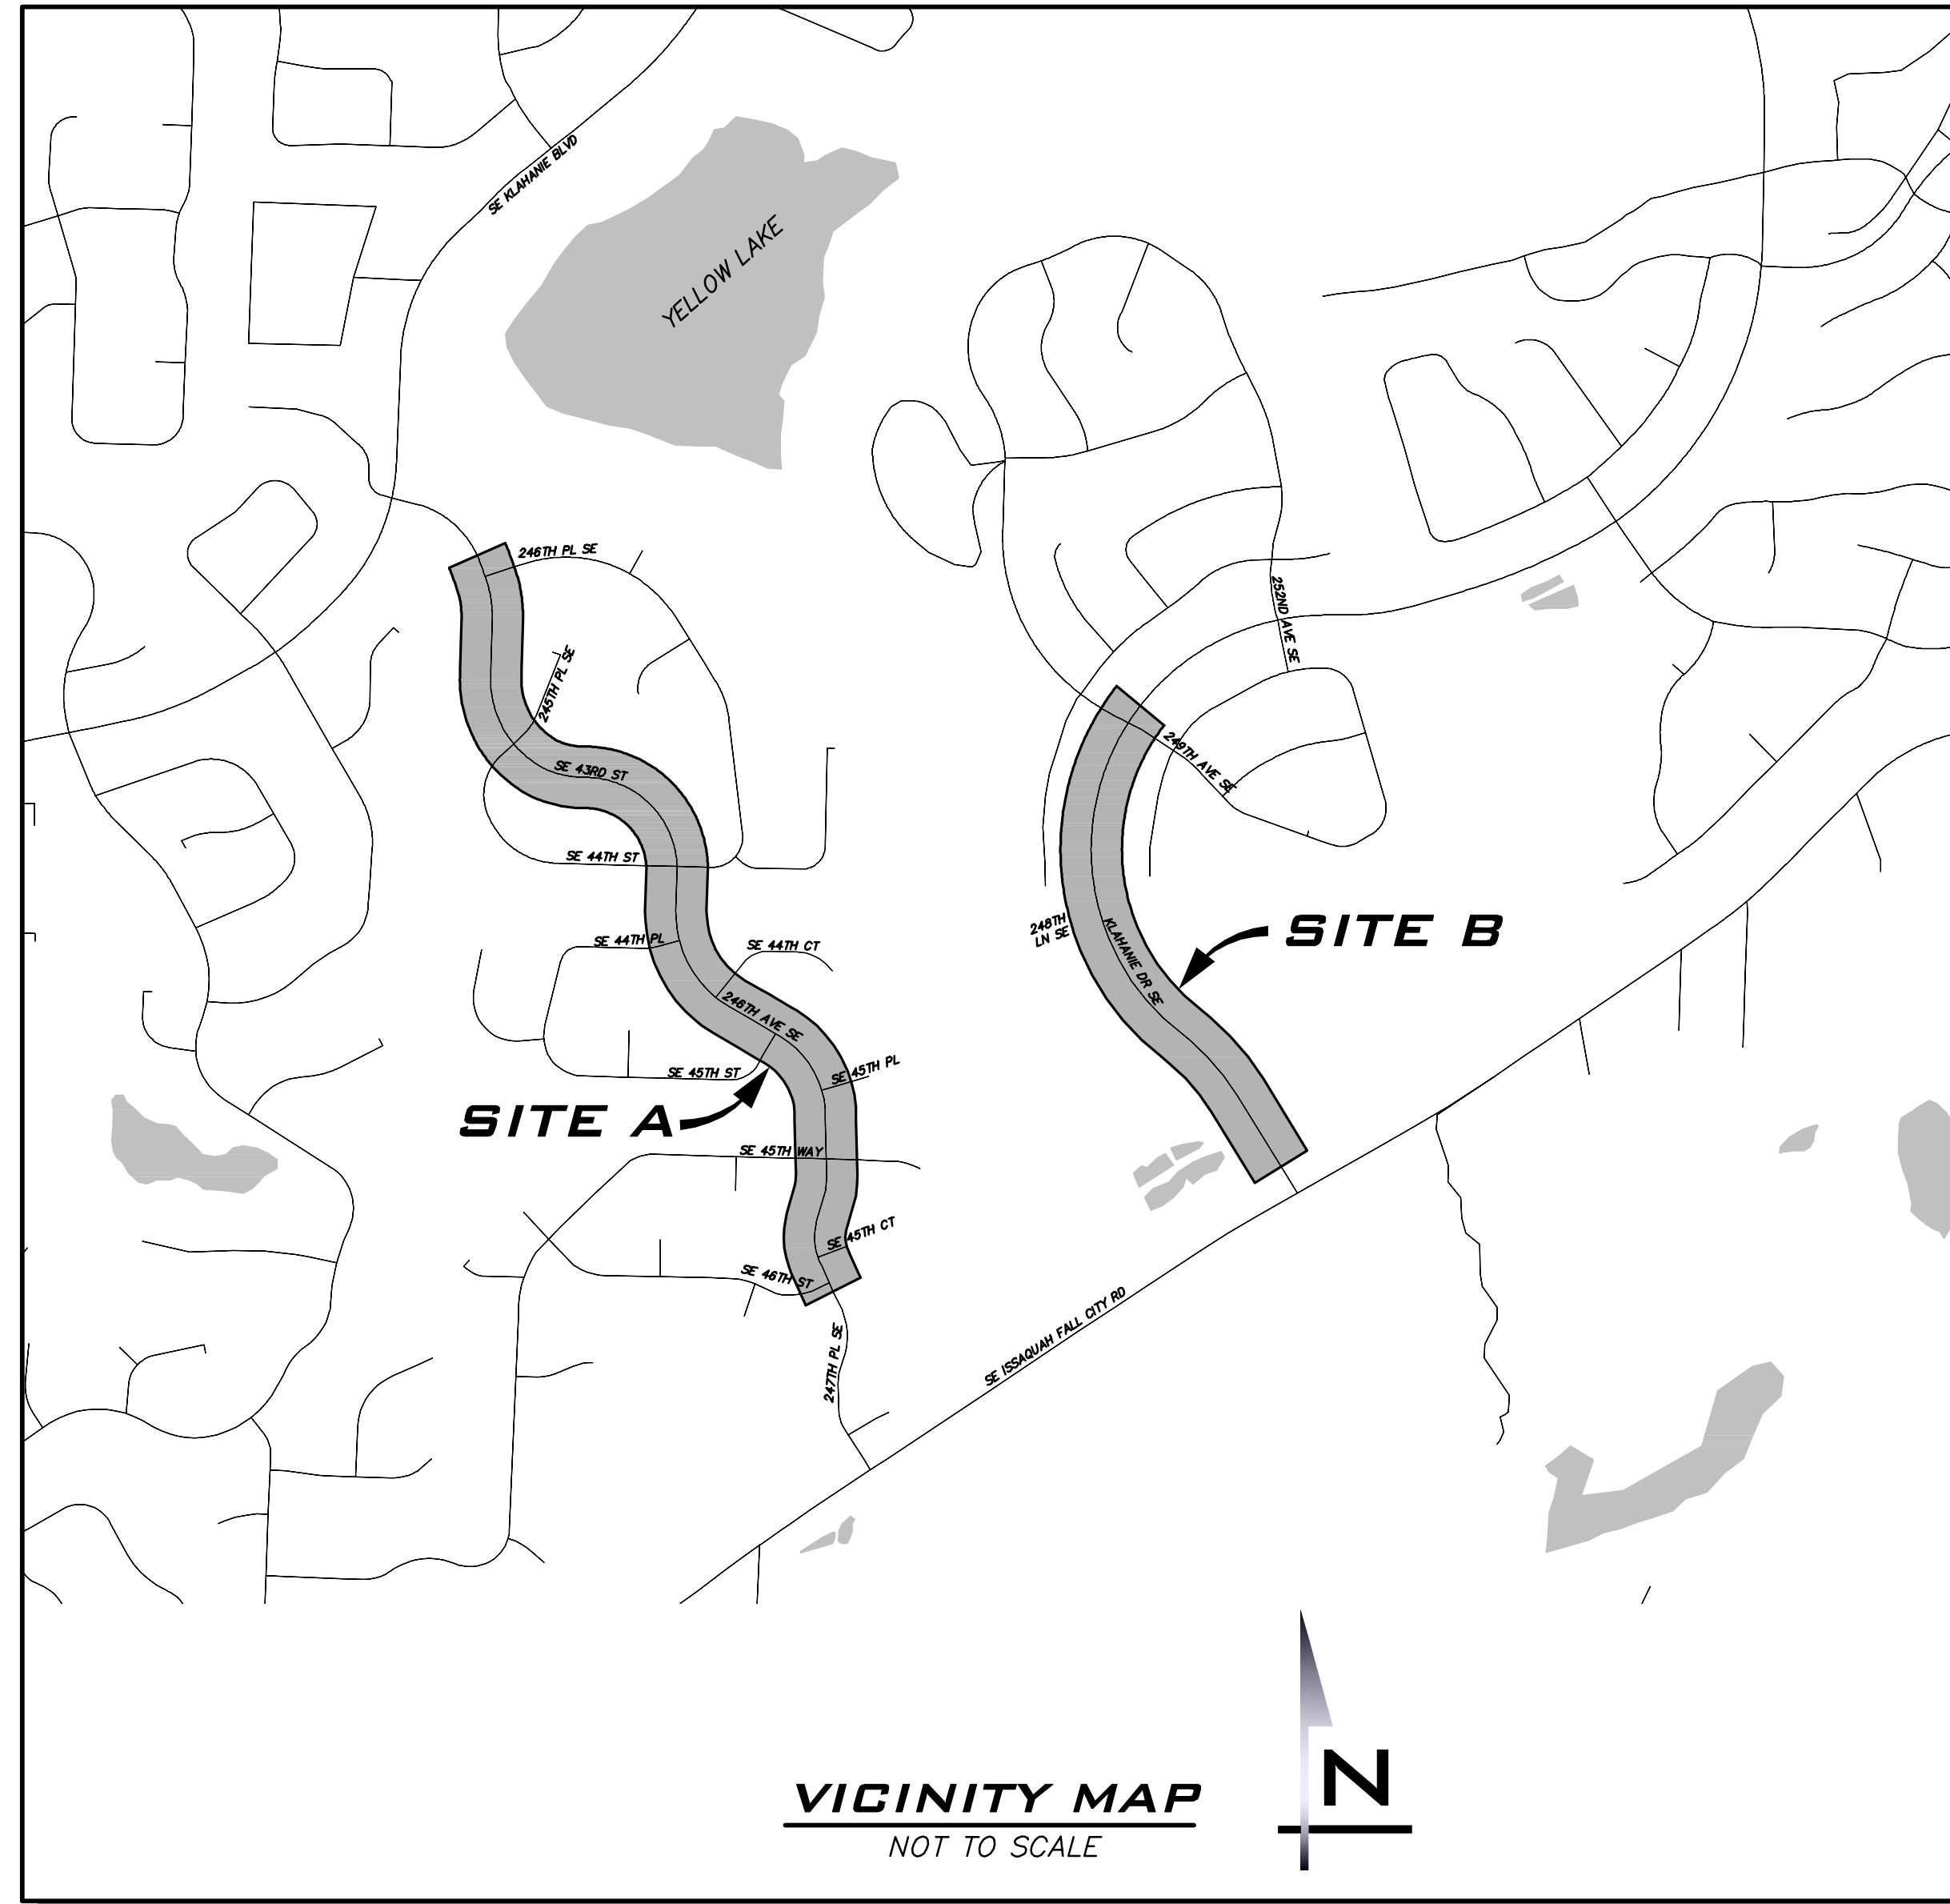 SE KLAHANIE BLVD
YELLOW LAKE
246TH PL SE
245TH PL SE
252ND AVE SE
SE 43RD ST
249TH AVE SE
SE 44TH ST
248TH
LN SE
KLAHANIE DR SE
SITE B
SE 44TH PL
SE 44TH CT
246TH AVE SE
SE 45TH ST
SE 45TH PL
SITE A
SE 45TH WAY
SE 45TH CT
SE 46TH ST
247TH PL SE
SE ISSAQUAH FALL CITY RD
N
VICINITY MAP
NOT TO SCALE